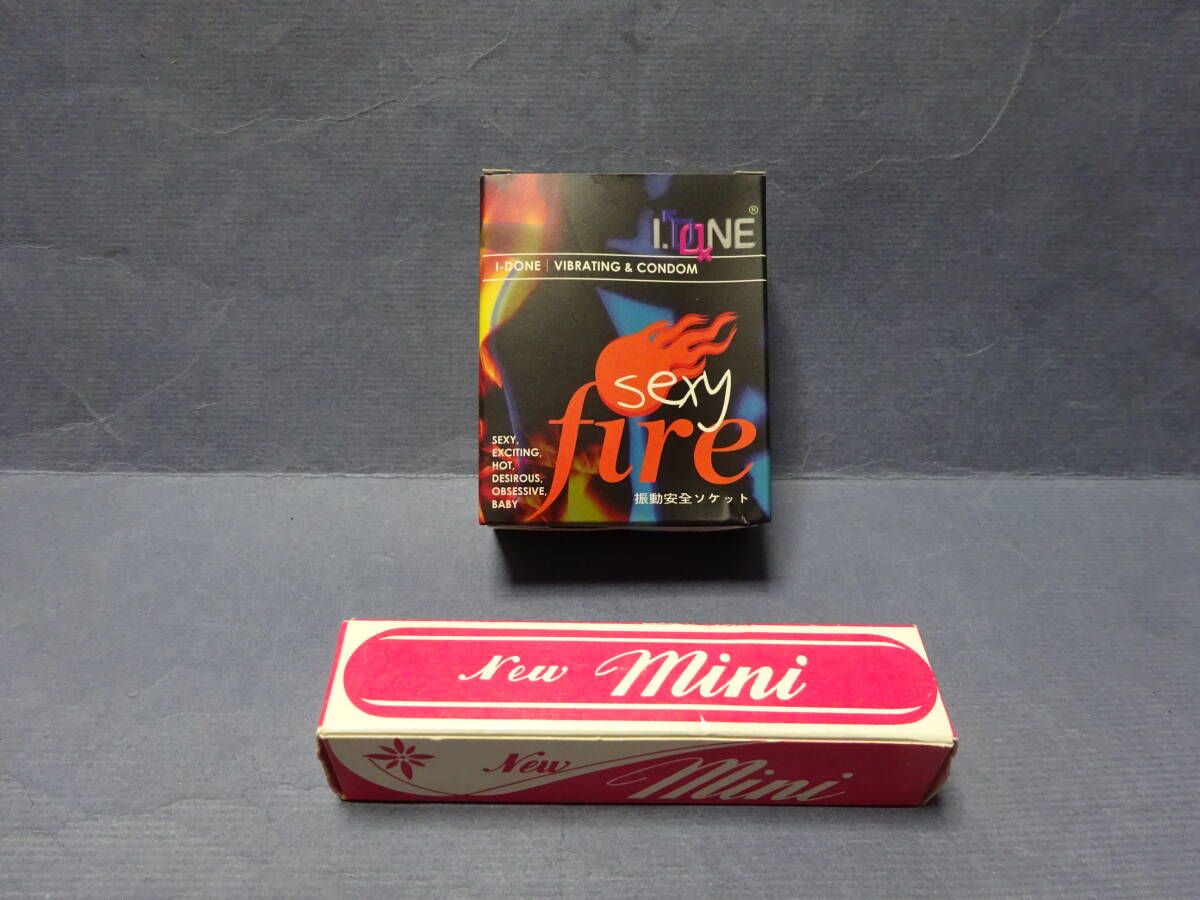 I.DONE®
I-DONE | VIBRATING & CONDOM
sexy
fire
SEXY,
EXCITING,
HOT,
DESIROUS,
OBSESSIVE,
BABY
振動安全ソケット
New Mini
New Mini